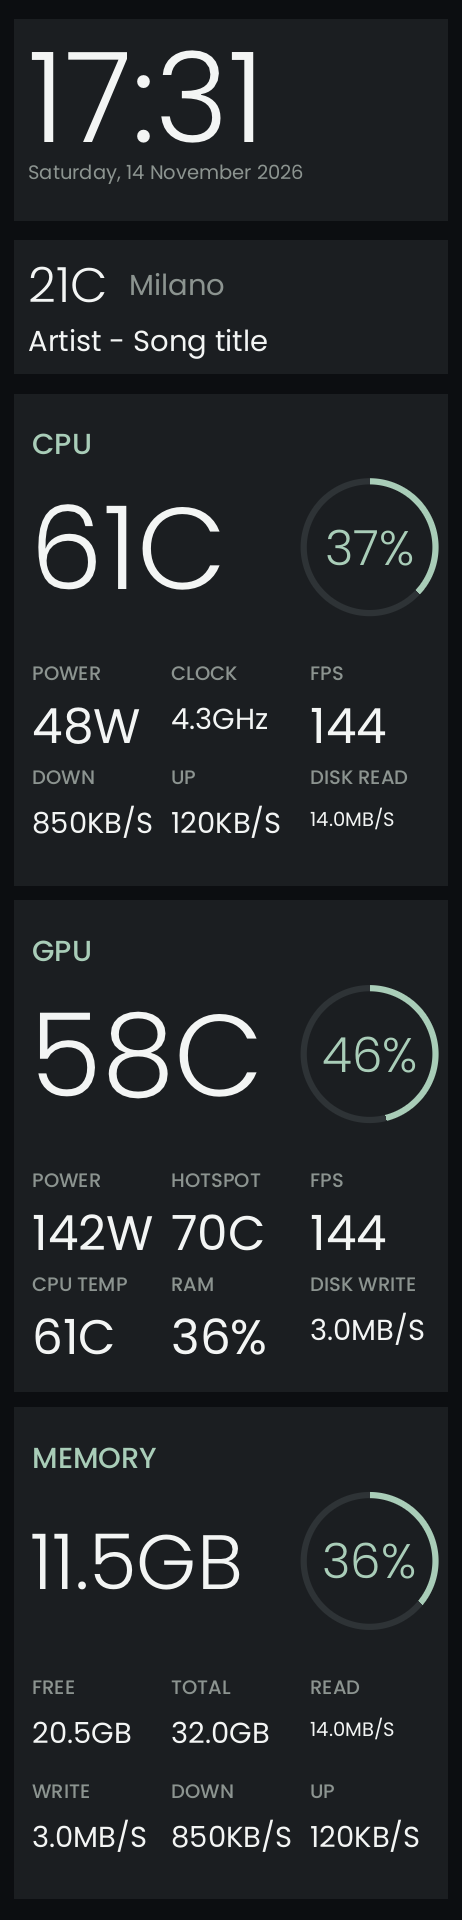 17:31
Saturday, 14 November 2026
21C Milano
Artist - Song title
CPU
61C 37%
POWER CLOCK FPS
48W 4.3GHz 144
DOWN UP DISK READ
850KB/S 120KB/S 14.0MB/S
GPU
58C 46%
POWER HOTSPOT FPS
142W 70C 144
CPU TEMP RAM DISK WRITE
61C 36% 3.0MB/S
MEMORY
11.5GB 36%
FREE TOTAL READ
20.5GB 32.0GB 14.0MB/S
WRITE DOWN UP
3.0MB/S 850KB/S 120KB/S